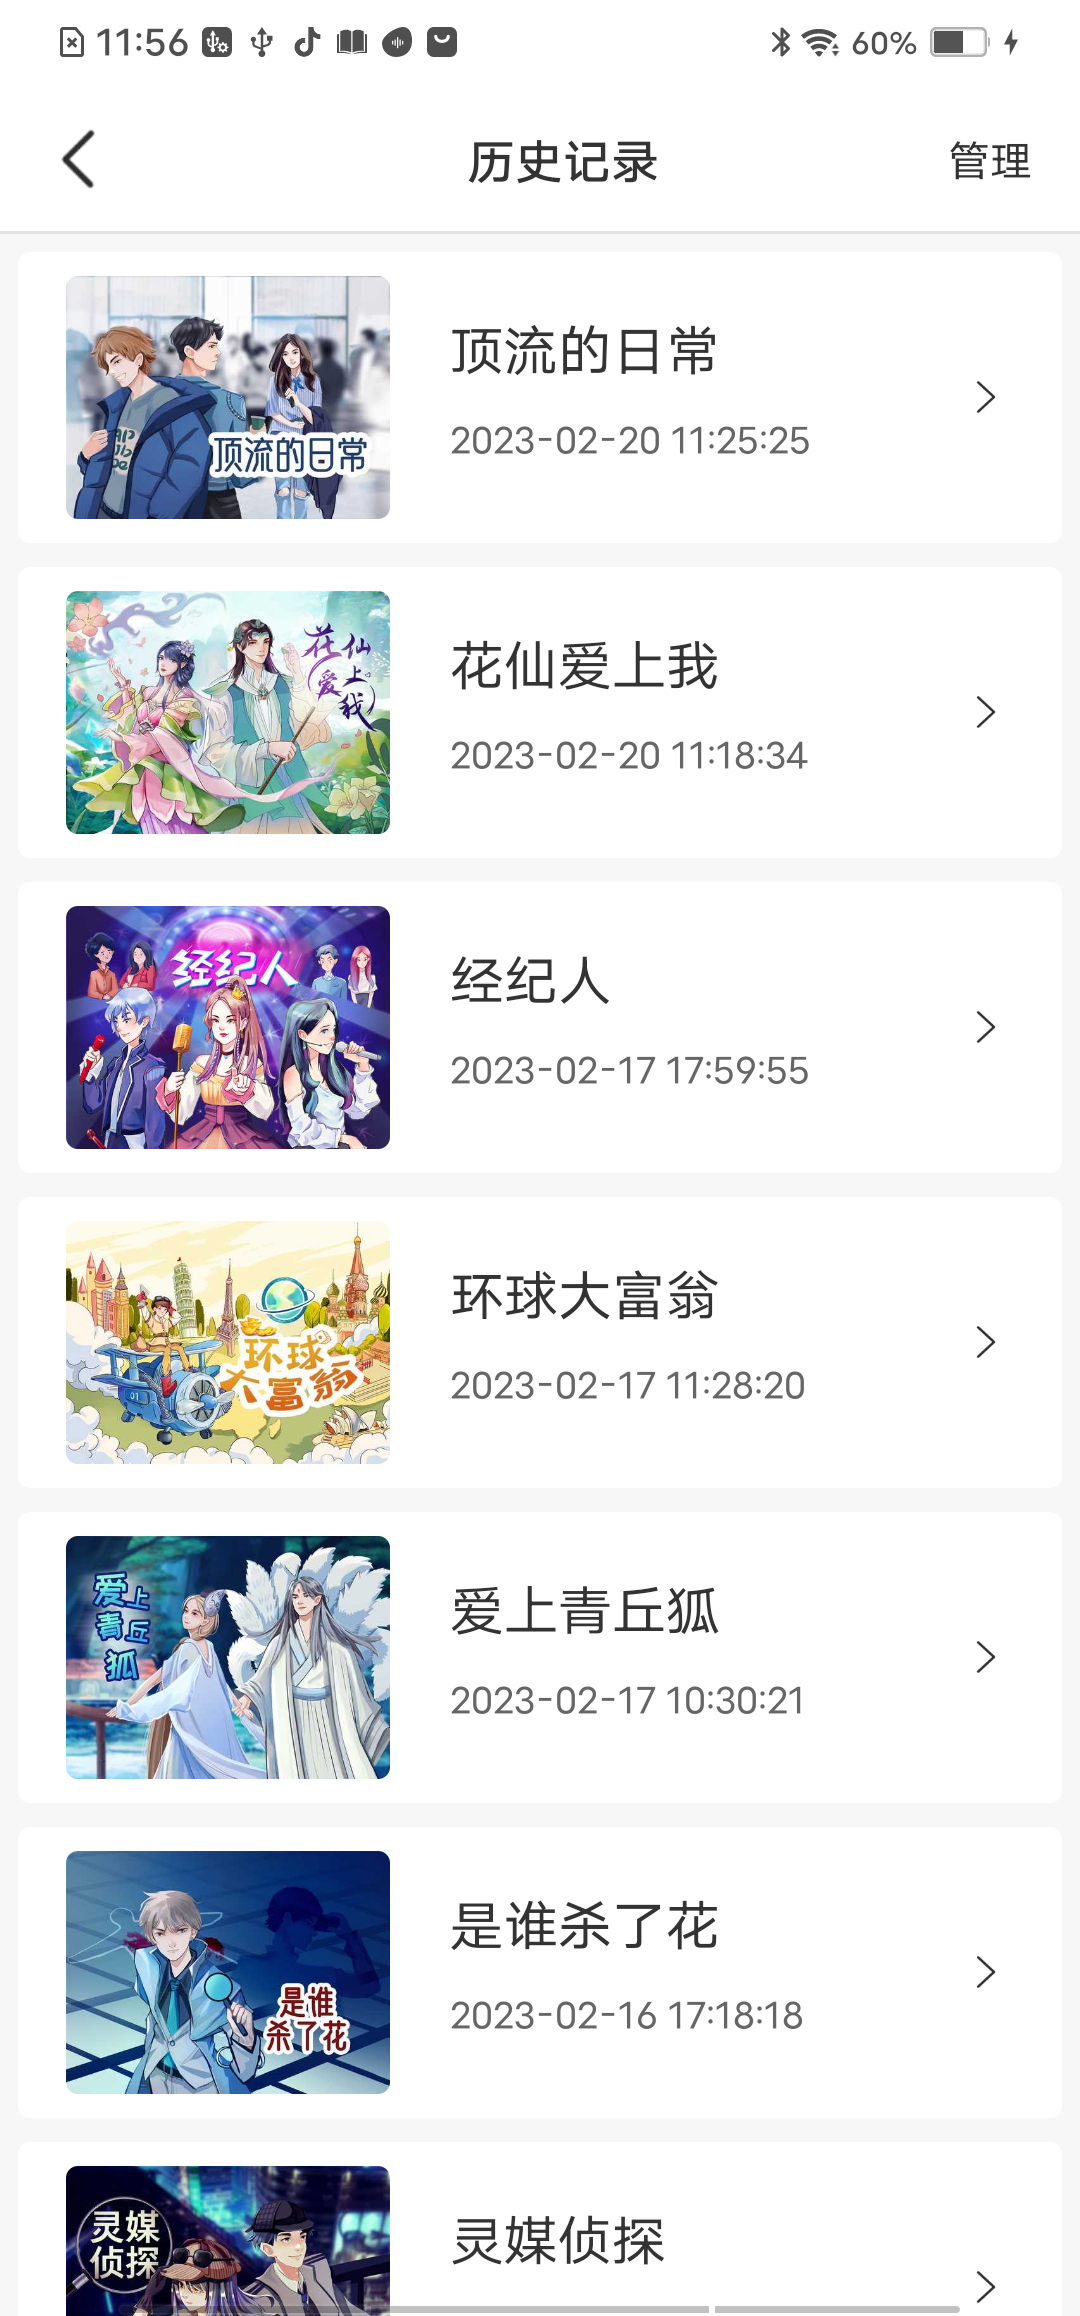 11:56
60%
历史记录
管理
顶流的日常
顶流的日常
2023-02-20 11:25:25
花仙
爱上
我
花仙爱上我
2023-02-20 11:18:34
经纪人
经纪人
2023-02-17 17:59:55
环球
大富翁
01
环球大富翁
2023-02-17 11:28:20
爱上
青丘
狐
爱上青丘狐
2023-02-17 10:30:21
是谁
杀了花
是谁杀了花
2023-02-16 17:18:18
灵媒
侦探
灵媒侦探